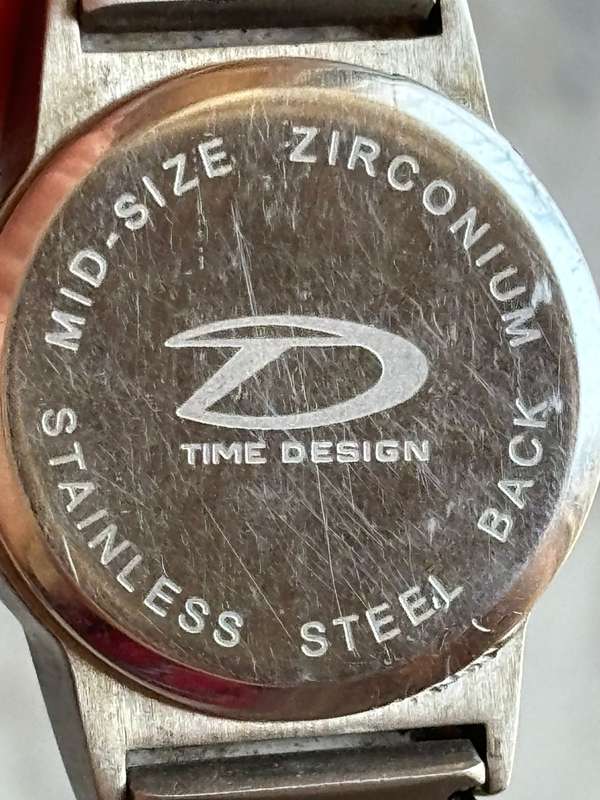 MID-SIZE ZIRCONIUM
TIME DESIGN
STAINLESS STEEL BACK